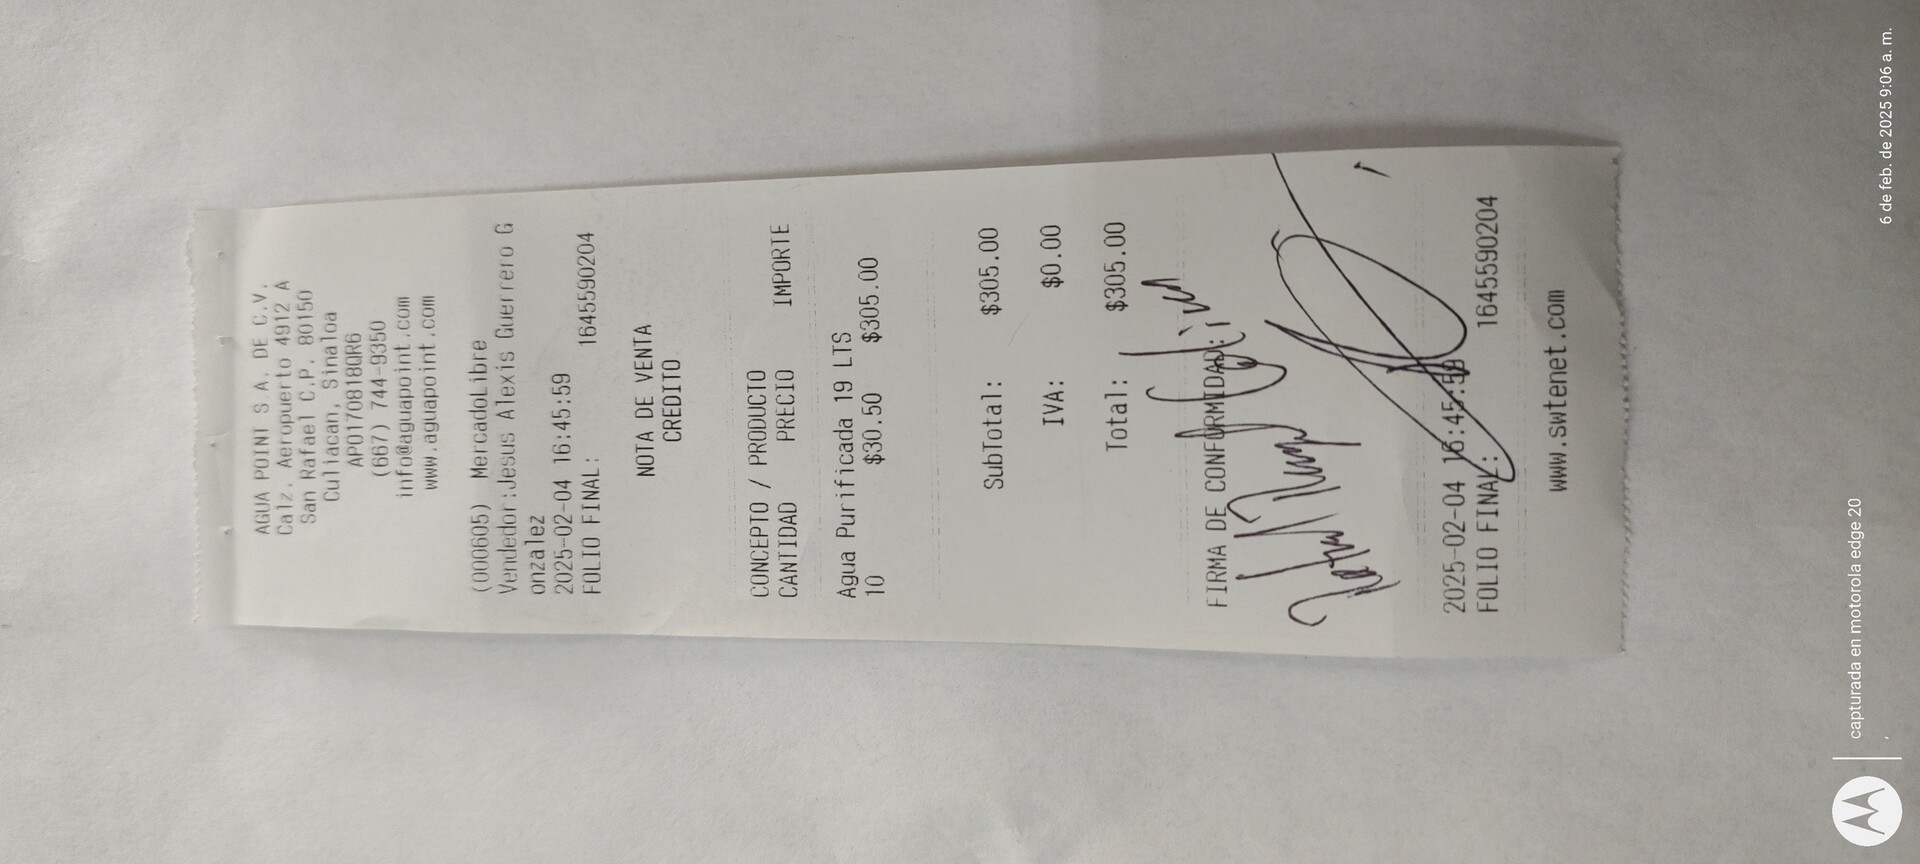 AGUA POINT S.A. DE C.V.
Calz. Aeropuerto 4912 A
San Rafael C.P. 80150
Culiacan, Sinaloa
APO170818QR6
(667) 744-9350
info@aguapoint.com
www.aguapoint.com
(000605) MercadoLibre
Vendedor:Jesus Alexis Guerrero G
onzalez
2025-02-04 16:45:59
FOLIO FINAL: 1645590204
NOTA DE VENTA
CREDITO
CONCEPTO / PRODUCTO
CANTIDAD PRECIO IMPORTE
Agua Purificada 19 LTS
10 $30.50 $305.00
SubTotal: $305.00
IVA: $0.00
Total: $305.00
FIRMA DE CONFORMIDAD:
2025-02-04 16:45:59
FOLIO FINAL: 1645590204
www.swtenet.com
capturada en motorola edge 20
6 de feb. de 2025 9:06 a. m.